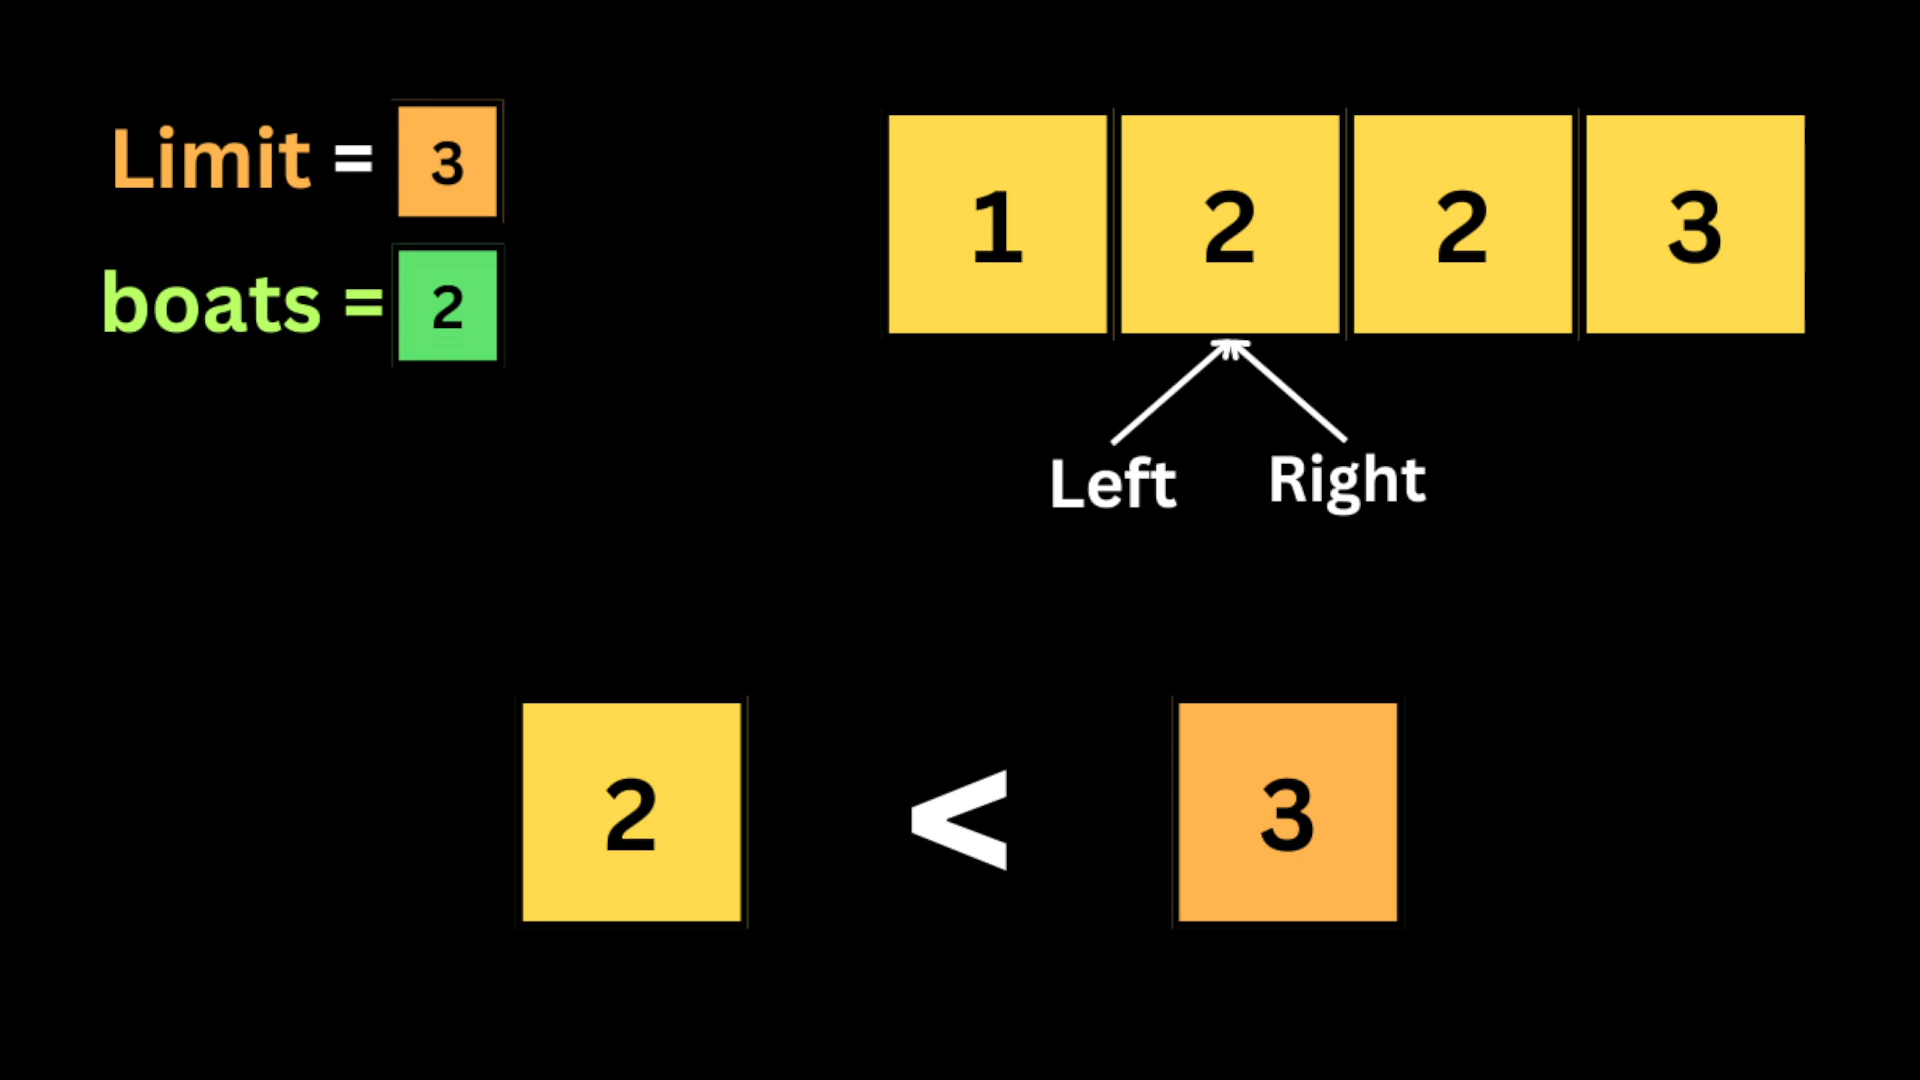 Limit = 3
boats = 2
1 2 2 3
Left Right
2 < 3